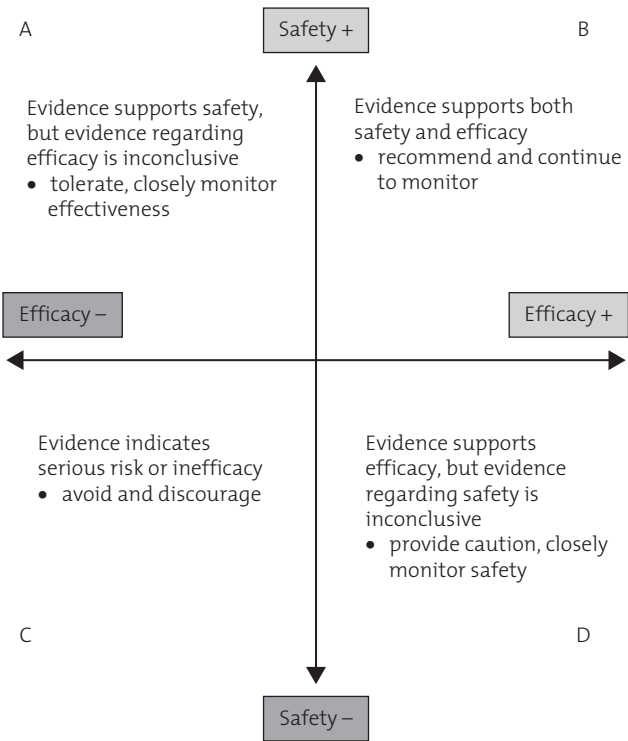 A
Safety +
B
Evidence supports safety,
but evidence regarding
efficacy is inconclusive
• tolerate, closely monitor
effectiveness
Evidence supports both
safety and efficacy
• recommend and continue
to monitor
Efficacy –
Efficacy +
Evidence indicates
serious risk or inefficacy
• avoid and discourage
Evidence supports
efficacy, but evidence
regarding safety is
inconclusive
• provide caution, closely
monitor safety
C
D
Safety –